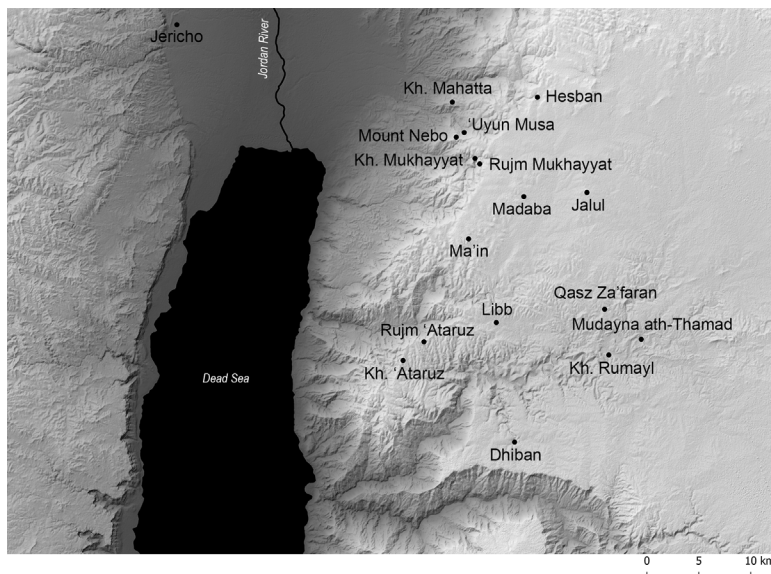 Jericho
Jordan River
Kh. Mahatta
Hesban
'Uyun Musa
Mount Nebo
Kh. Mukhayyat
Rujm Mukhayyat
Madaba
Jalul
Ma'in
Qasz Za'faran
Libb
Mudayna ath-Thamad
Rujm 'Ataruz
Kh. 'Ataruz
Kh. Rumayl
Dead Sea
Dhiban
0 5 10 km